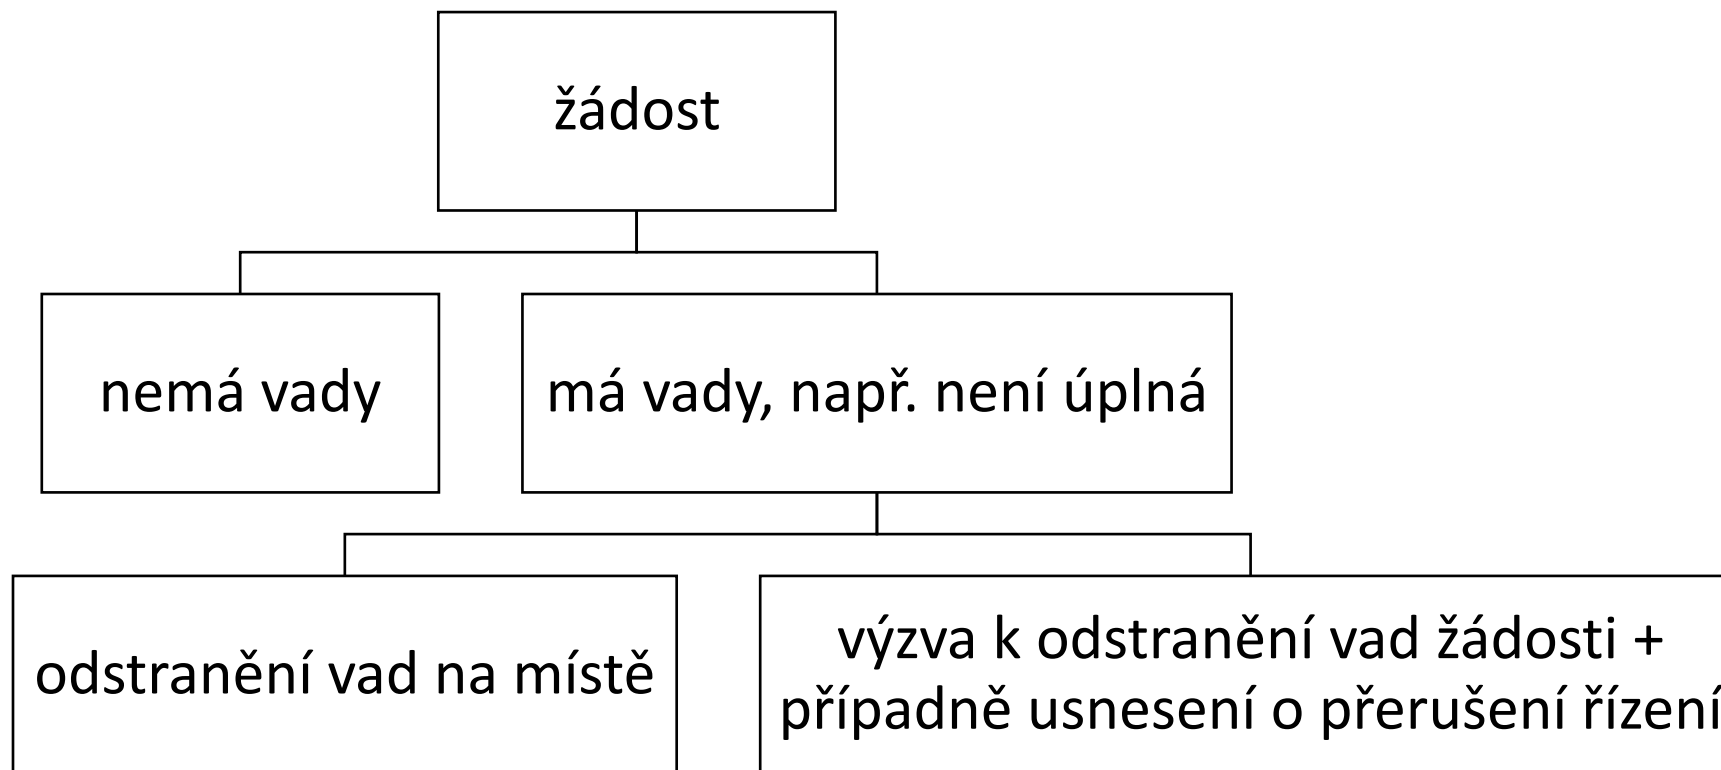 žádost
nemá vady
má vady, např. není úplná
odstranění vad na místě
výzva k odstranění vad žádosti +
případně usnesení o přerušení řízení